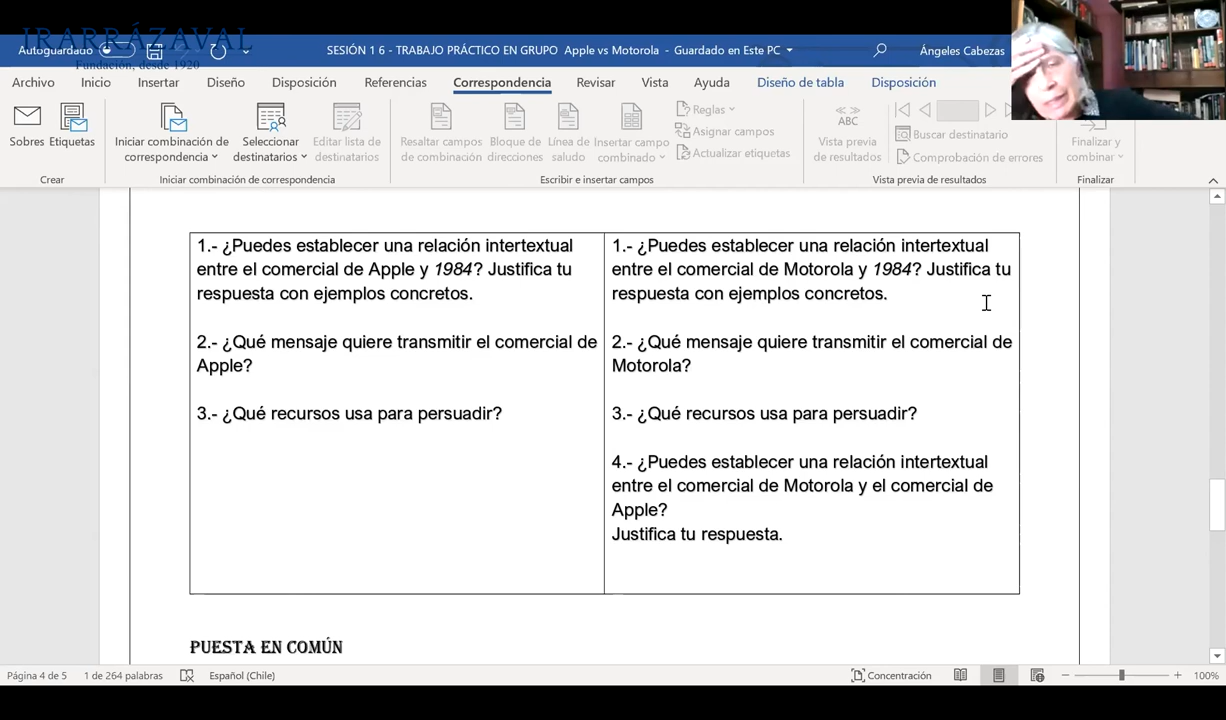 IRARRÁZAVAL
Fundación, desde 1920
Autoguardado
SESIÓN 1 6 - TRABAJO PRÁCTICO EN GRUPO Apple vs Motorola - Guardado en Este PC
Ángeles Cabezas
Archivo Inicio Insertar Diseño Disposición Referencias Correspondencia Revisar Vista Ayuda Diseño de tabla Disposición
Sobres Etiquetas
Crear
Iniciar combinación de correspondencia
Seleccionar destinatarios
Editar lista de destinatarios
Iniciar combinación de correspondencia
Resaltar campos de combinación
Bloque de direcciones
Línea de saludo
Insertar campo combinado
Reglas
Asignar campos
Actualizar etiquetas
Escribir e insertar campos
ABC
Vista previa de resultados
Buscar destinatario
Comprobación de errores
Vista previa de resultados
Finalizar y combinar
Finalizar
1.- ¿Puedes establecer una relación intertextual
entre el comercial de Apple y 1984? Justifica tu
respuesta con ejemplos concretos.
2.- ¿Qué mensaje quiere transmitir el comercial de
Apple?
3.- ¿Qué recursos usa para persuadir?
1.- ¿Puedes establecer una relación intertextual
entre el comercial de Motorola y 1984? Justifica tu
respuesta con ejemplos concretos.
2.- ¿Qué mensaje quiere transmitir el comercial de
Motorola?
3.- ¿Qué recursos usa para persuadir?
4.- ¿Puedes establecer una relación intertextual
entre el comercial de Motorola y el comercial de
Apple?
Justifica tu respuesta.
PUESTA EN COMÚN
Página 4 de 5 1 de 264 palabras Español (Chile) Concentración 100%